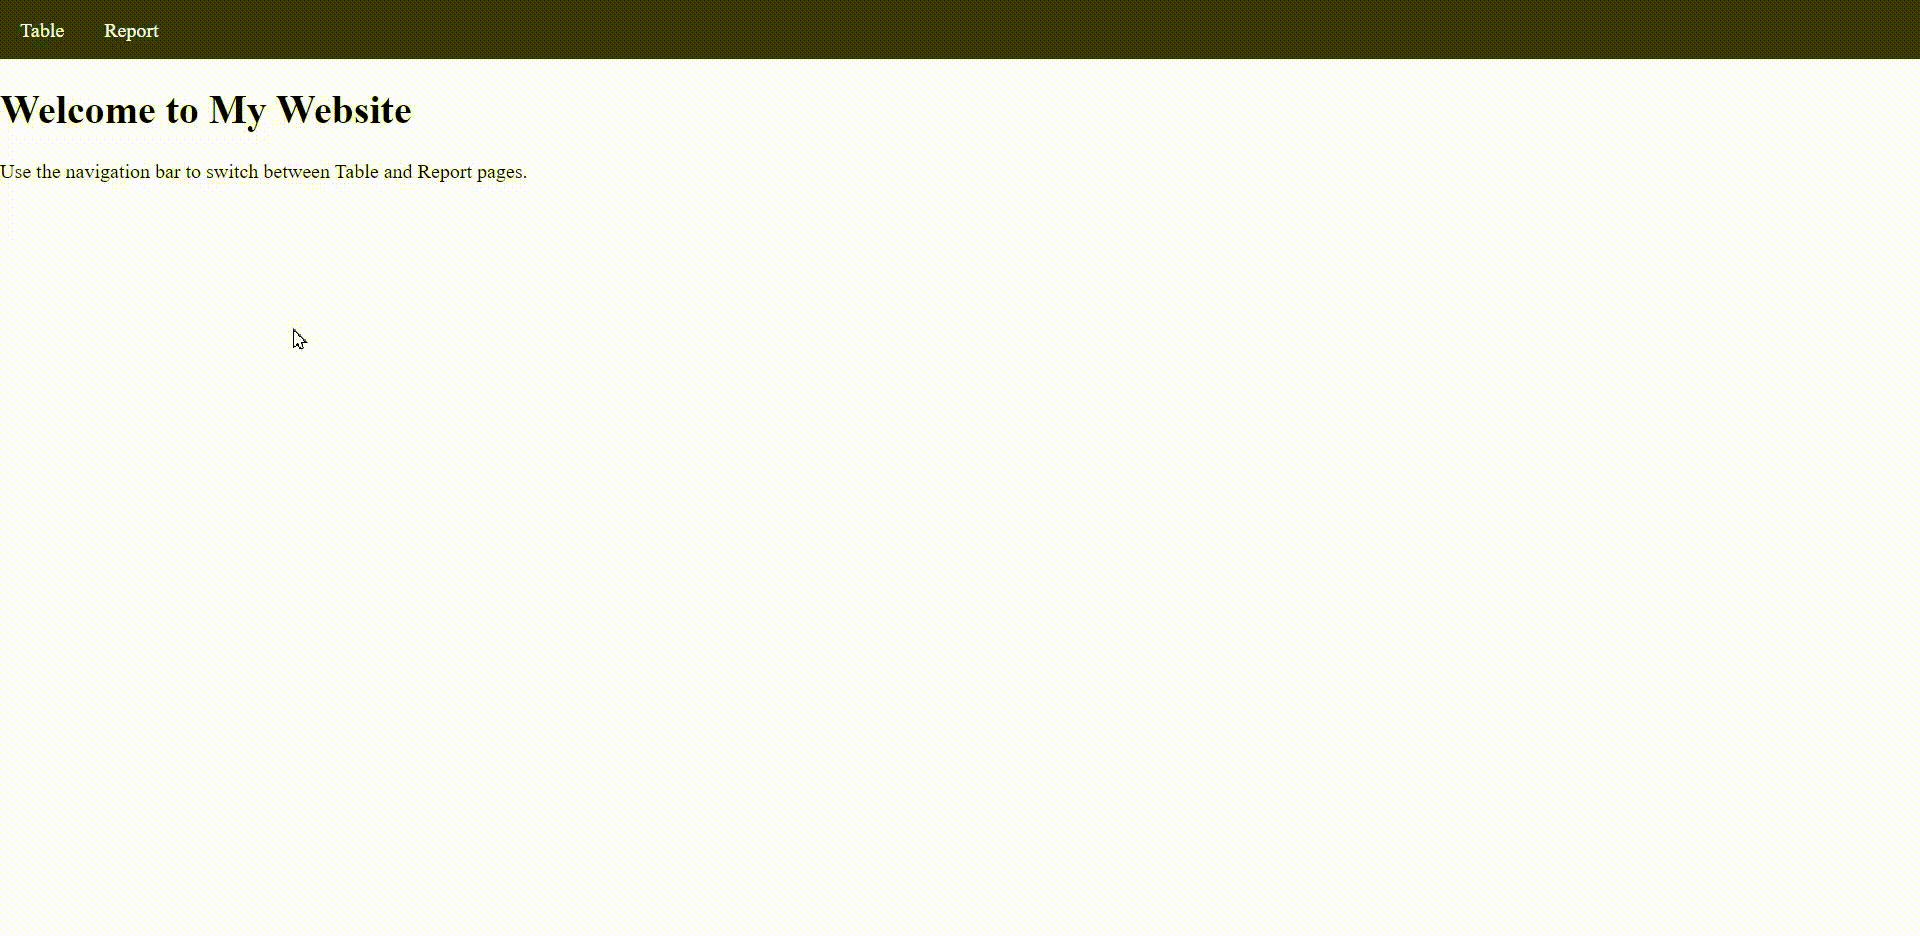 Table Report
Welcome to My Website
Use the navigation bar to switch between Table and Report pages.